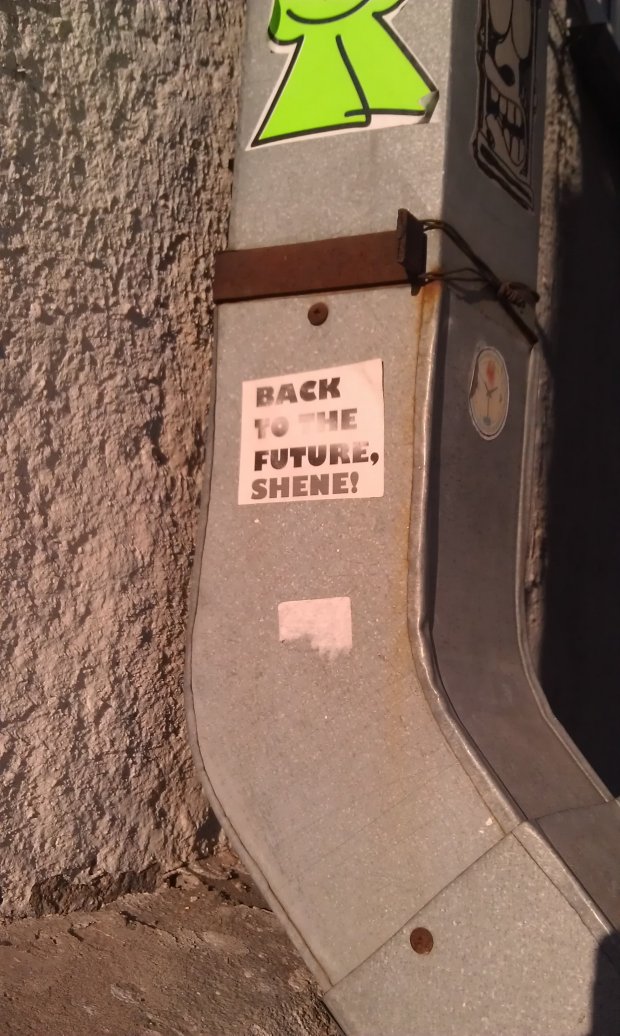 BACK
TO THE
FUTURE,
SHENE!